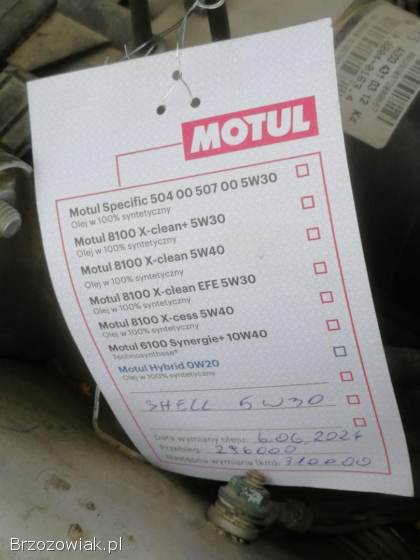 MOTUL
Motul Specific 504 00 507 00 5W30
Olej w 100% syntetyczny
Motul 8100 X-clean+ 5W30
Olej w 100% syntetyczny
Motul 8100 X-clean 5W40
Olej w 100% syntetyczny
Motul 8100 X-clean EFE 5W30
Olej w 100% syntetyczny
Motul 8100 X-cess 5W40
Olej w 100% syntetyczny
Motul 6100 Synergie+ 10W40
Technosynthese®
Motul Hybrid 0W20
Olej w 100% syntetyczny
SHELL 5W30
Data wymiany oleju: 6.06.2024
Przebieg: 296000
Następna wymiana (km): 310000
Brzozowiak.pl